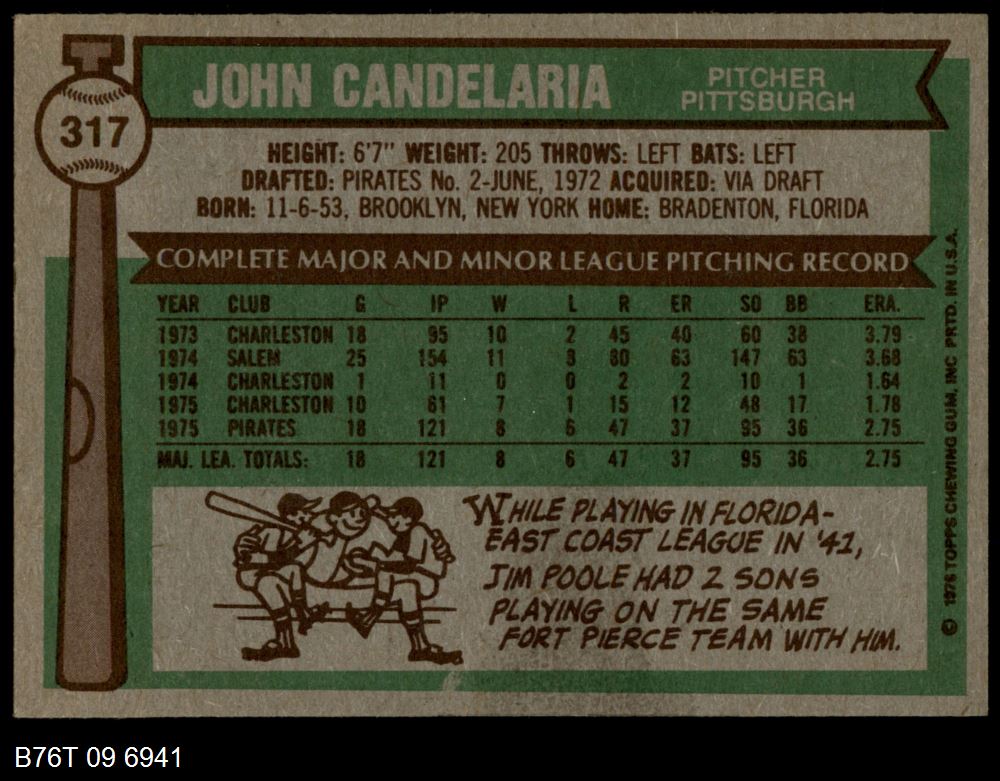 317
JOHN CANDELARIA
PITCHER
PITTSBURGH
HEIGHT: 6'7" WEIGHT: 205 THROWS: LEFT BATS: LEFT
DRAFTED: PIRATES No. 2-JUNE, 1972 ACQUIRED: VIA DRAFT
BORN: 11-6-53, BROOKLYN, NEW YORK HOME: BRADENTON, FLORIDA
COMPLETE MAJOR AND MINOR LEAGUE PITCHING RECORD
YEAR CLUB G IP W L R ER SO BB ERA.
1973 CHARLESTON 18 95 10 2 45 40 60 38 3.79
1974 SALEM 25 154 11 8 80 63 147 63 3.68
1974 CHARLESTON 1 11 0 0 2 2 10 1 1.64
1975 CHARLESTON 10 61 7 1 15 12 48 17 1.78
1975 PIRATES 18 121 8 6 47 37 95 36 2.75
MAJ. LEA. TOTALS: 18 121 8 6 47 37 95 36 2.75
WHILE PLAYING IN FLORIDA-
EAST COAST LEAGUE IN '41,
JIM POOLE HAD 2 SONS
PLAYING ON THE SAME
FORT PIERCE TEAM WITH HIM.
© 1976 TOPPS CHEWING GUM, INC PRTD. IN U.S.A.
B76T 09 6941